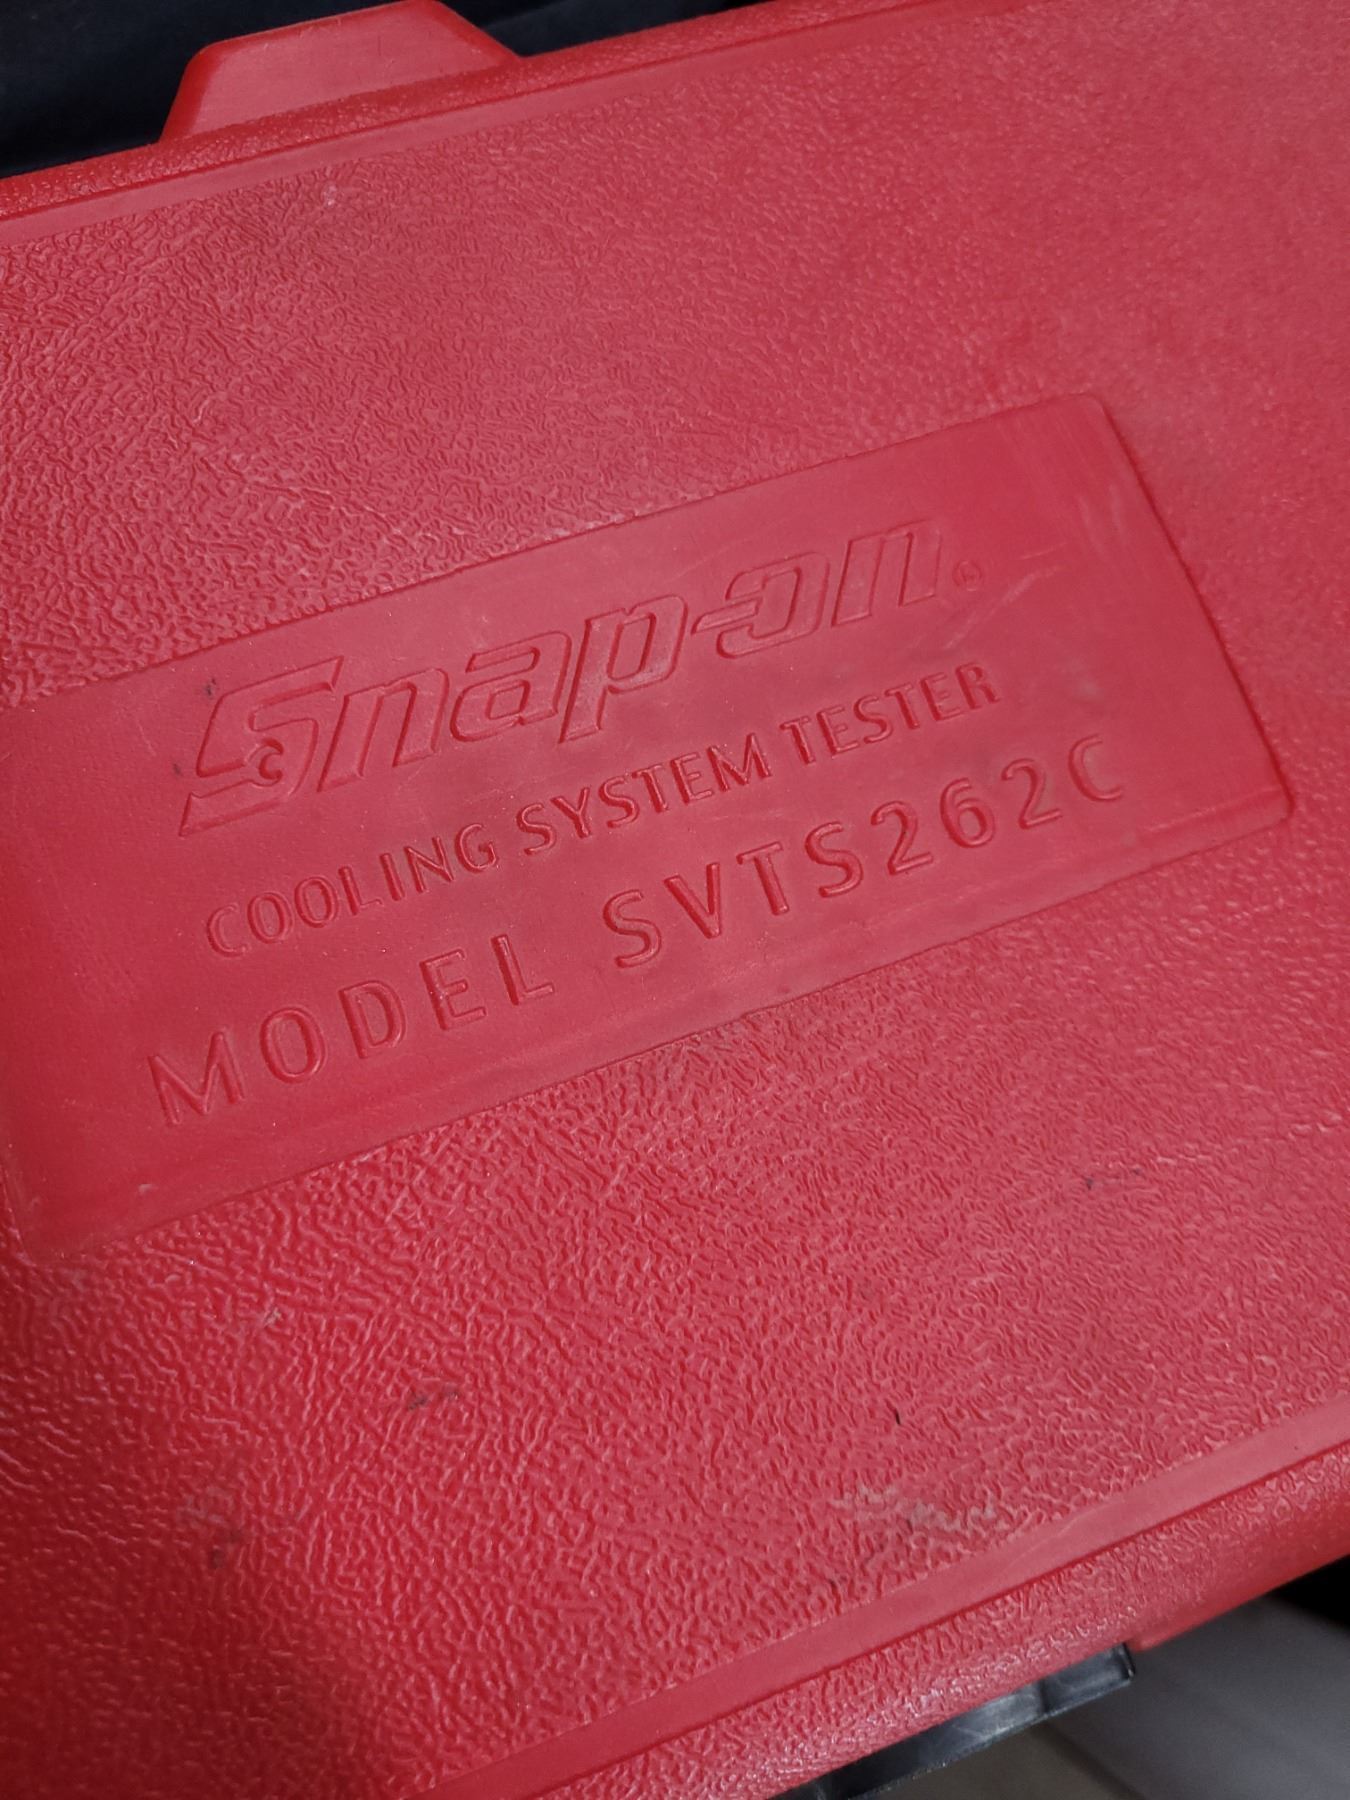 Snap-on®
COOLING SYSTEM TESTER
MODEL SVTS262C